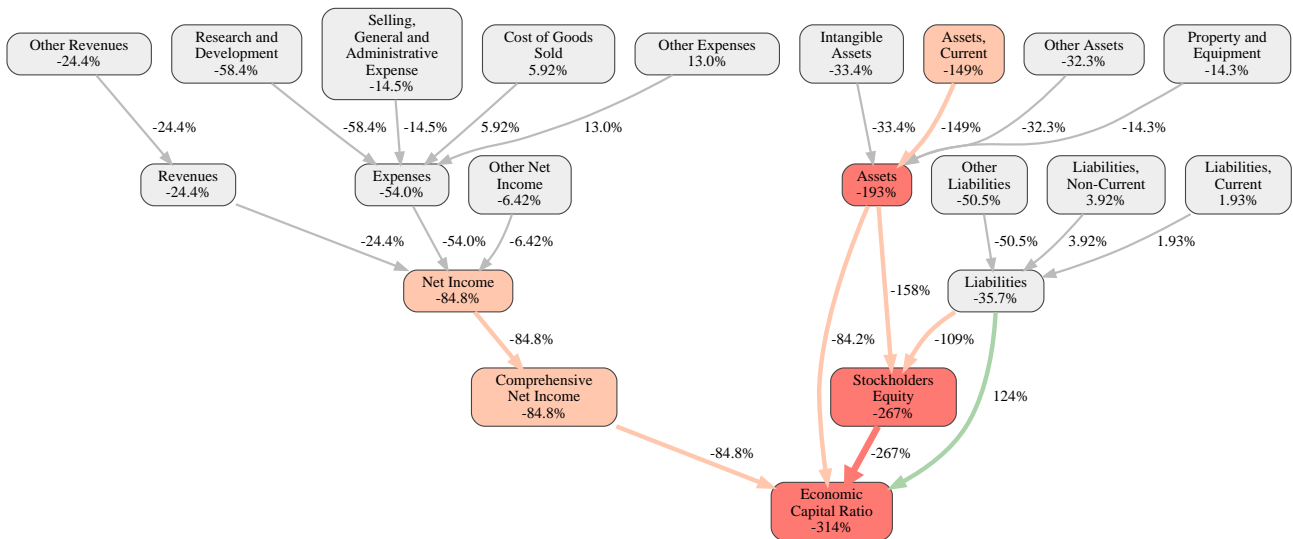 Other Revenues
-24.4%
Research and
Development
-58.4%
Selling,
General and
Administrative
Expense
-14.5%
Cost of Goods
Sold
5.92%
Other Expenses
13.0%
Intangible
Assets
-33.4%
Assets,
Current
-149%
Other Assets
-32.3%
Property and
Equipment
-14.3%
-24.4%
-58.4%
-14.5%
5.92%
13.0%
-33.4%
-149%
-32.3%
-14.3%
Revenues
-24.4%
Expenses
-54.0%
Other Net
Income
-6.42%
Assets
-193%
Other
Liabilities
-50.5%
Liabilities,
Non-Current
3.92%
Liabilities,
Current
1.93%
-24.4%
-54.0%
-6.42%
-50.5%
3.92%
1.93%
Net Income
-84.8%
-158%
Liabilities
-35.7%
-84.8%
-84.2%
-109%
Comprehensive
Net Income
-84.8%
Stockholders
Equity
-267%
124%
-84.8%
-267%
Economic
Capital Ratio
-314%